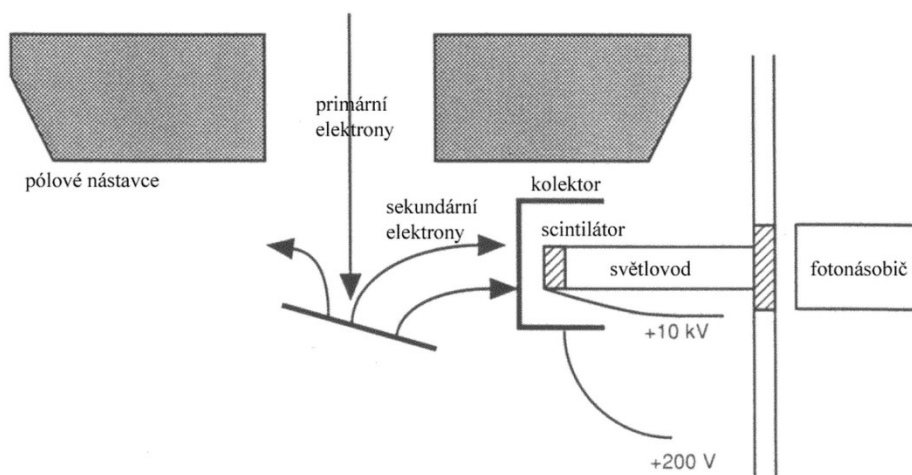 primární
elektrony
pólové nástavce
kolektor
sekundární
elektrony
scintilátor
světlovod
fotonásobič
+10 kV
+200 V